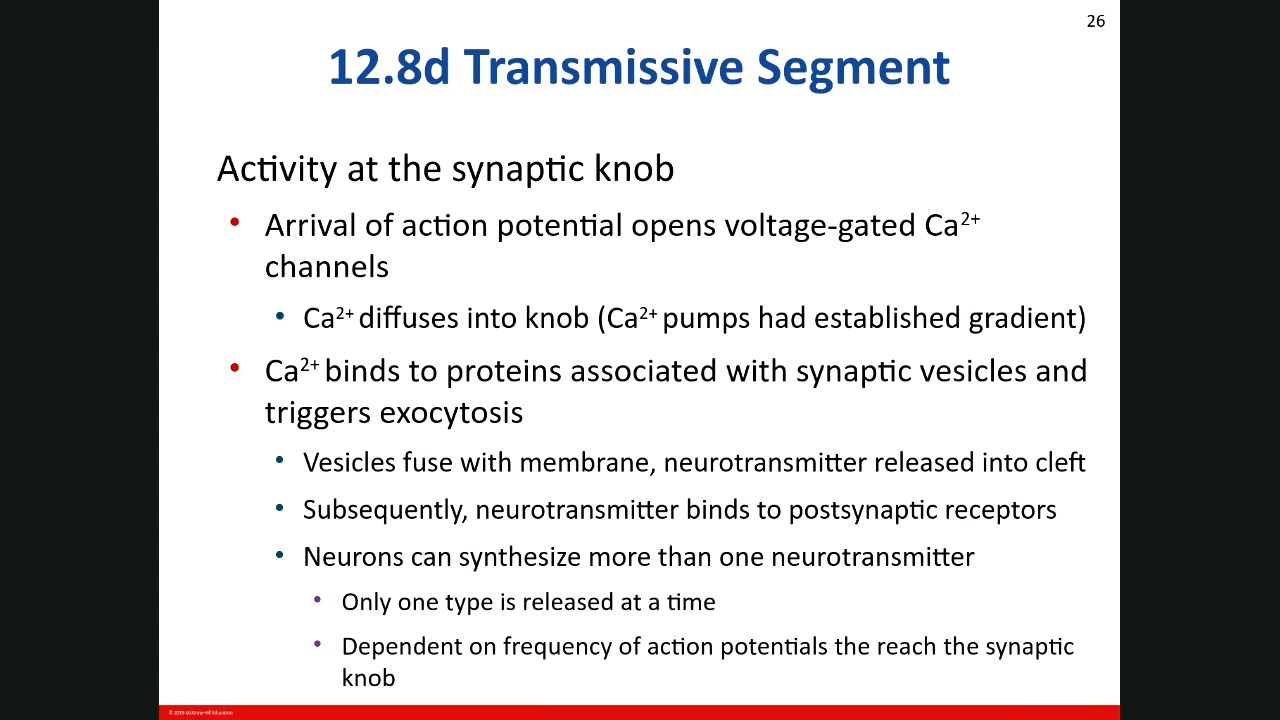 26
12.8d Transmissive Segment
Activity at the synaptic knob
• Arrival of action potential opens voltage-gated Ca²⁺
channels
• Ca²⁺ diffuses into knob (Ca²⁺ pumps had established gradient)
• Ca²⁺ binds to proteins associated with synaptic vesicles and
triggers exocytosis
• Vesicles fuse with membrane, neurotransmitter released into cleft
• Subsequently, neurotransmitter binds to postsynaptic receptors
• Neurons can synthesize more than one neurotransmitter
• Only one type is released at a time
• Dependent on frequency of action potentials the reach the synaptic
knob
© 2019 McGraw-Hill Education